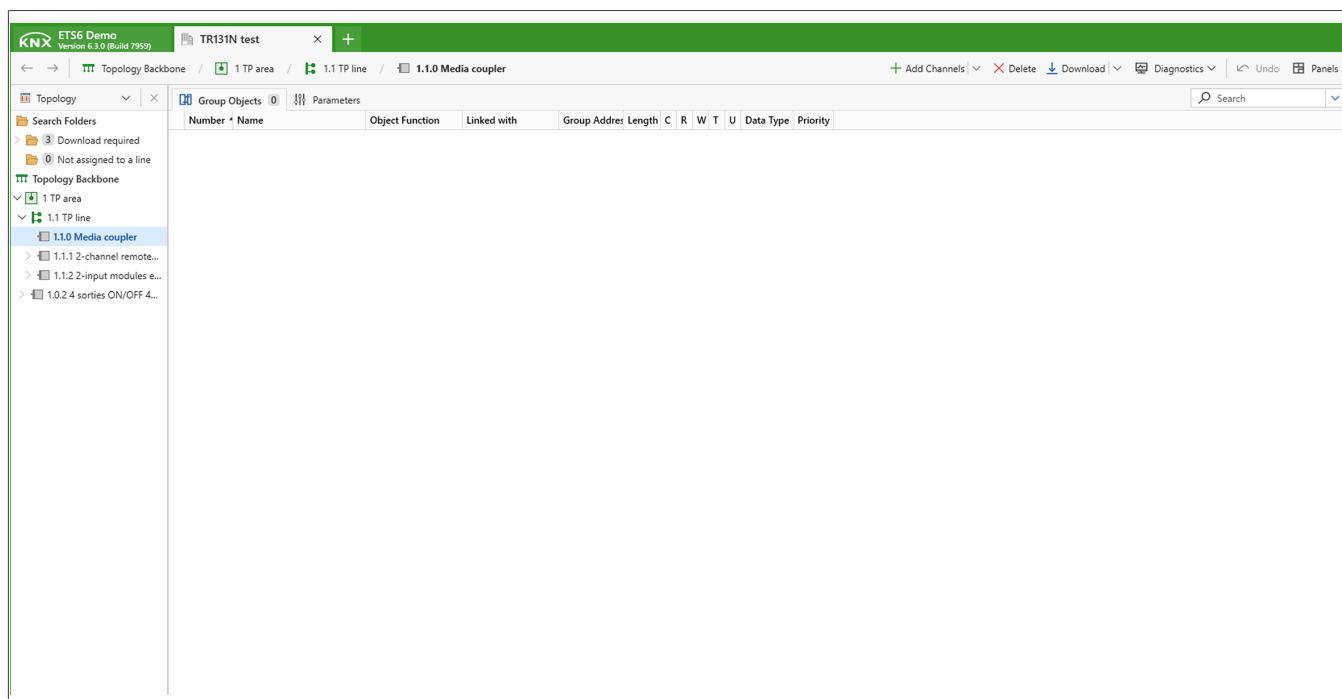 KNX ETS6 Demo
Version 6.3.0 (Build 7959)
TR131N test
Topology Backbone / 1 TP area / 1.1 TP line / 1.1.0 Media coupler
Add Channels Delete Download Diagnostics Undo Panels
Topology
Group Objects 0 Parameters
Search
Number Name Object Function Linked with Group Addres Length C R W T U Data Type Priority
Search Folders
3 Download required
0 Not assigned to a line
Topology Backbone
1 TP area
1.1 TP line
1.1.0 Media coupler
1.1.1 2-channel remote...
1.1.2 2-input modules e...
1.0.2 4 sorties ON/OFF 4...